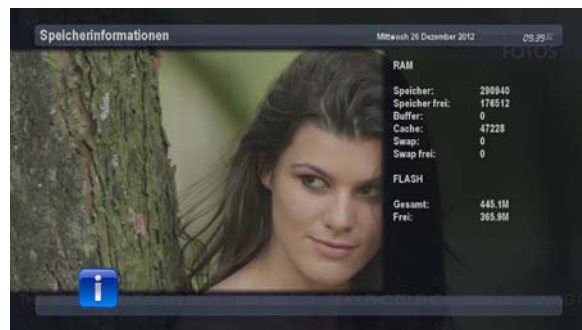 Speicherinformationen Mittwoch 26 Dezember 2012 09:39
FOTOS
RAM
Speicher: 290940
Speicher frei: 176512
Buffer: 0
Cache: 47228
Swap: 0
Swap frei: 0
FLASH
Gesamt: 445.1M
Frei: 365.9M
i